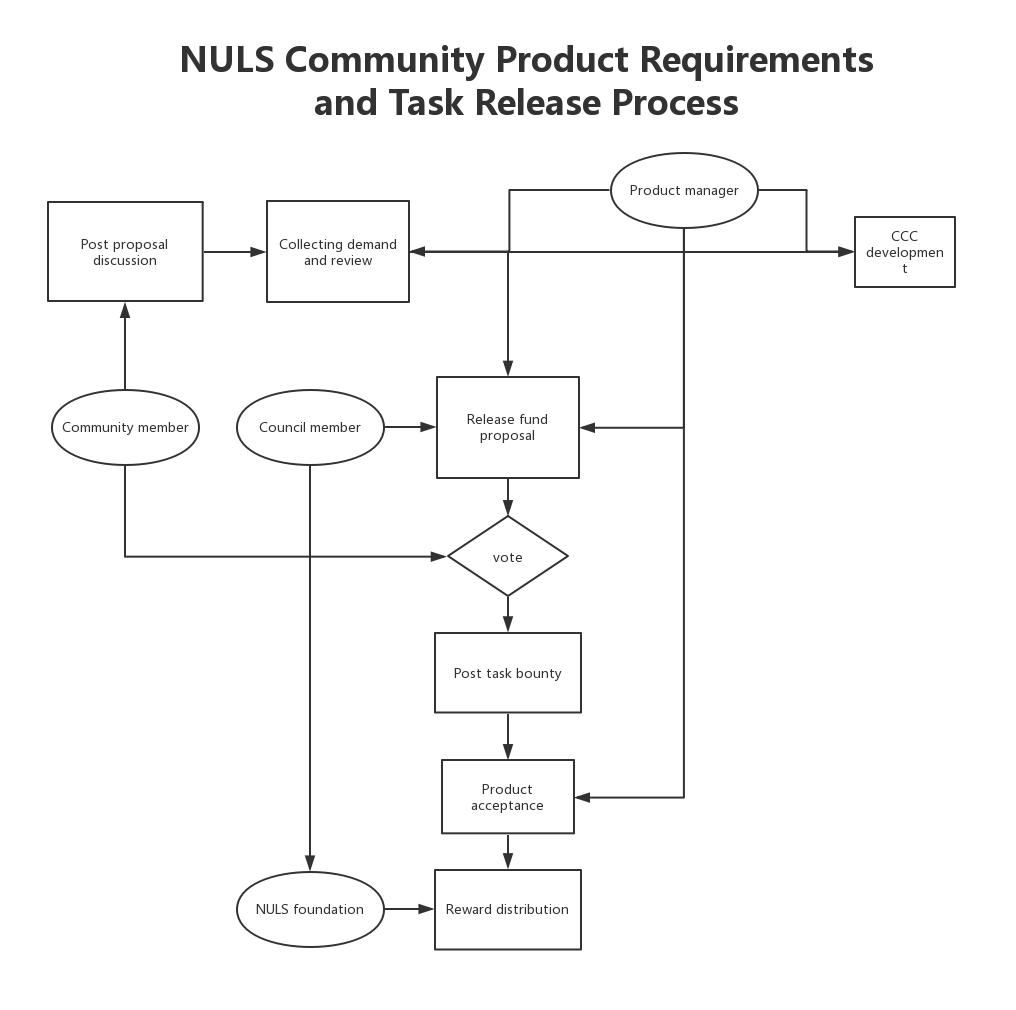 NULS Community Product Requirements
and Task Release Process
Product manager
Post proposal
discussion
Collecting demand
and review
CCC
developmen
t
Community member
Council member
Release fund
proposal
vote
Post task bounty
Product
acceptance
NULS foundation
Reward distribution